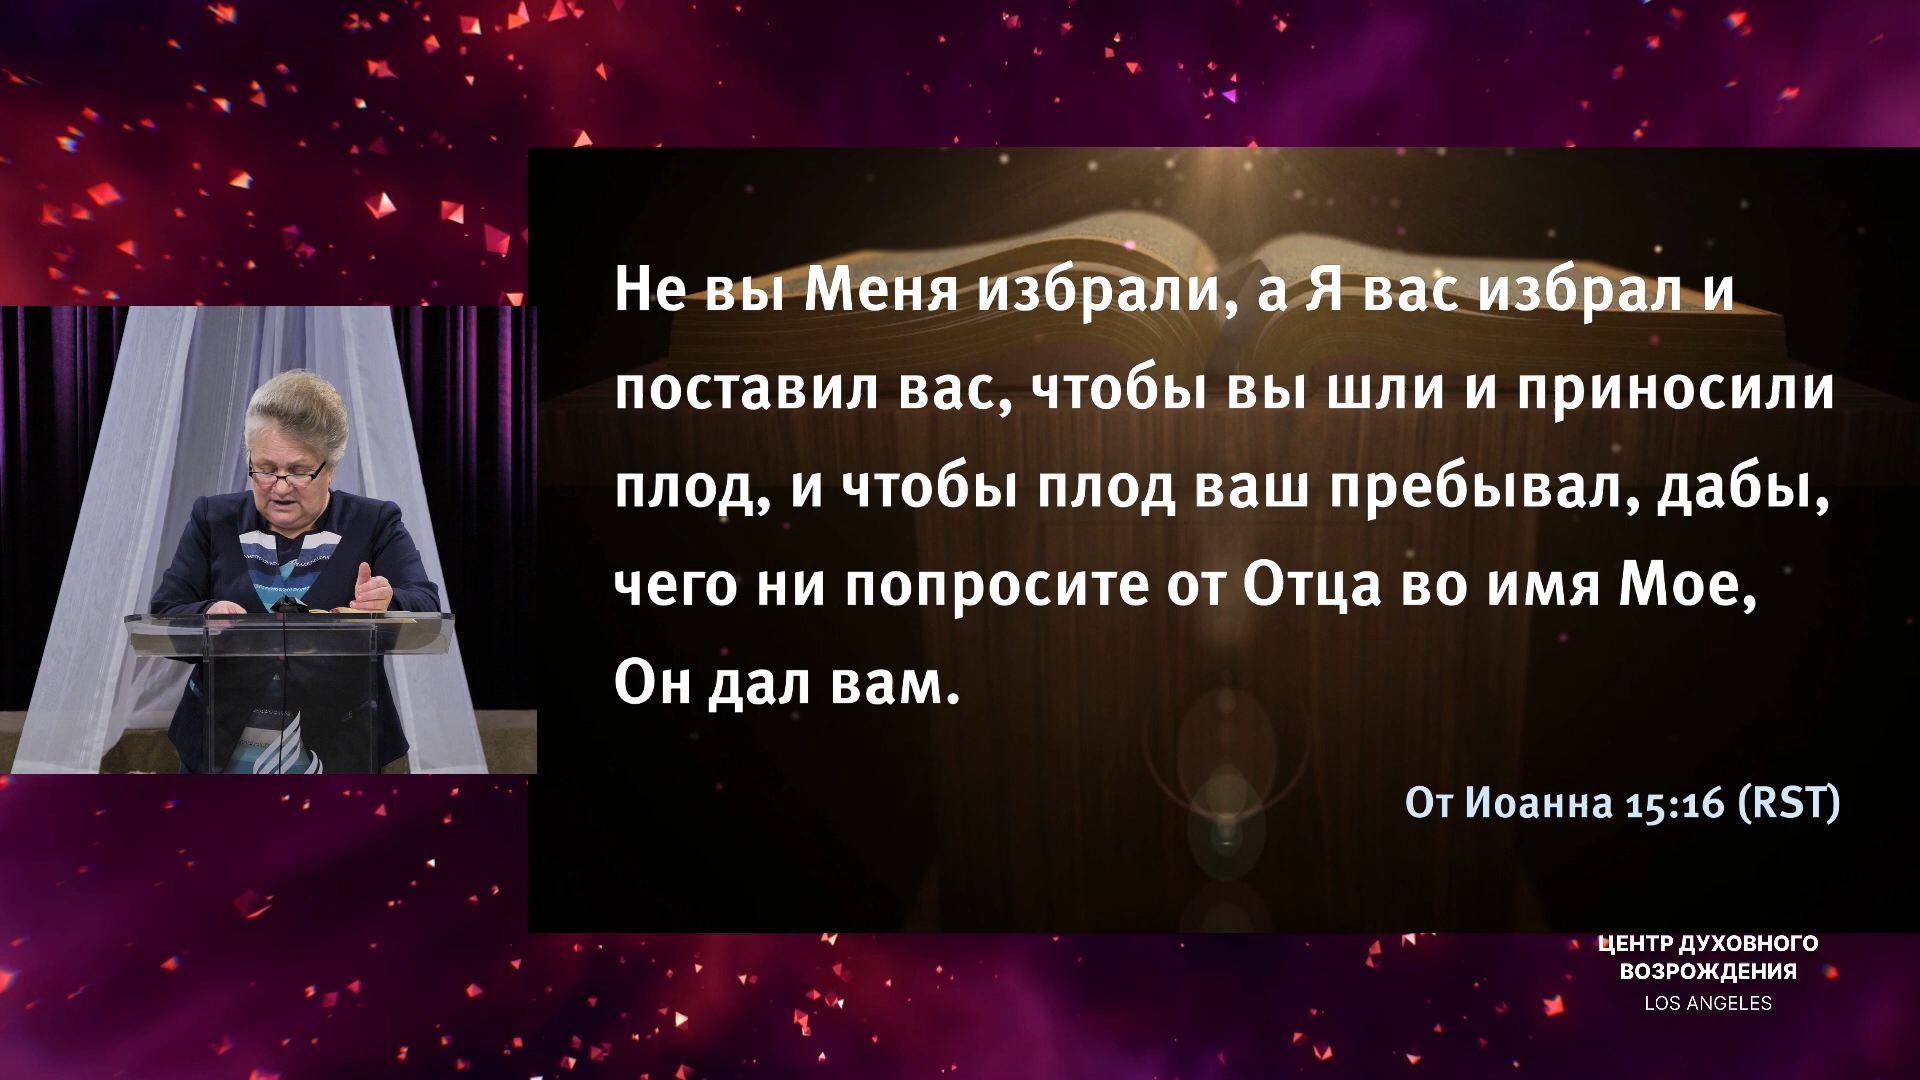 Не вы Меня избрали, а Я вас избрал и
поставил вас, чтобы вы шли и приносили
плод, и чтобы плод ваш пребывал, дабы,
чего ни попросите от Отца во имя Мое,
Он дал вам.
От Иоанна 15:16 (RST)
ЦЕНТР ДУХОВНОГО
ВОЗРОЖДЕНИЯ
LOS ANGELES